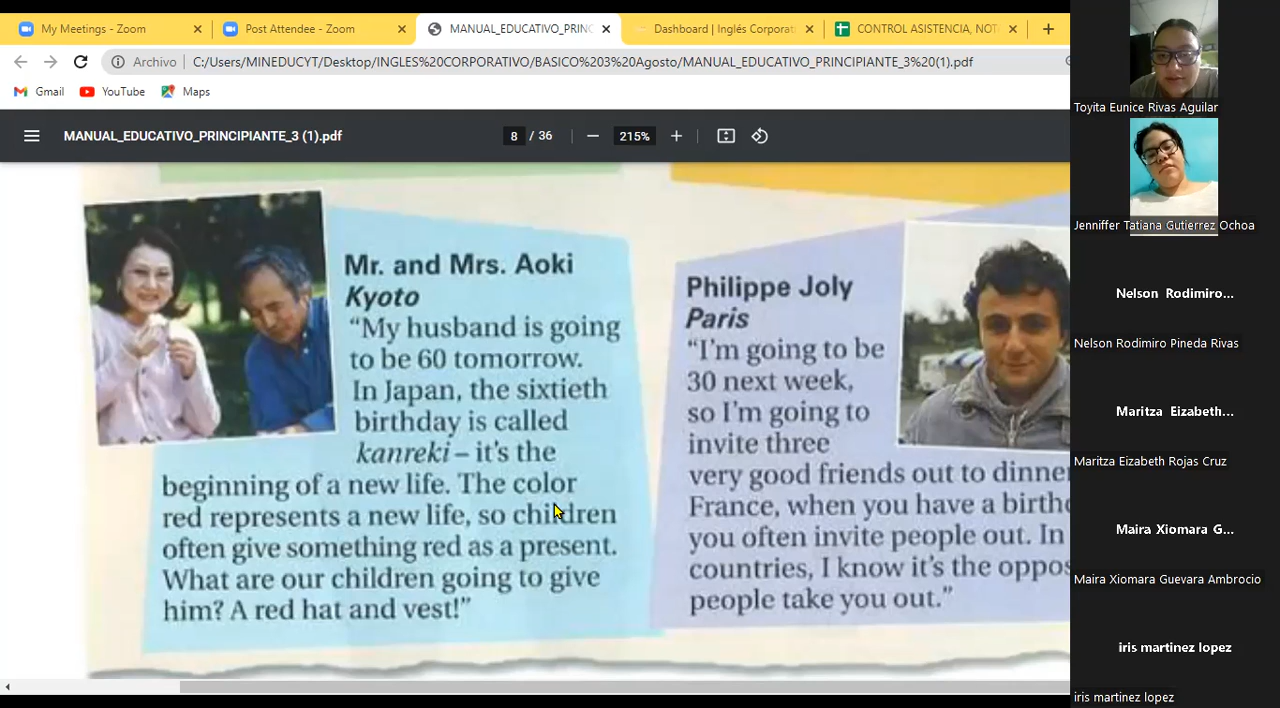 My Meetings - Zoom
Post Attendee - Zoom
MANUAL_EDUCATIVO_PRINC
Dashboard | Inglés Corporat
CONTROL ASISTENCIA, NOT
Archivo
C:/Users/MINEDUCYT/Desktop/INGLES%20CORPORATIVO/BASICO%203%20Agosto/MANUAL_EDUCATIVO_PRINCIPIANTE_3%20(1).pdf
Gmail
YouTube
Maps
MANUAL_EDUCATIVO_PRINCIPIANTE_3 (1).pdf
8 / 36
215%
Mr. and Mrs. Aoki
Kyoto
“My husband is going
to be 60 tomorrow.
In Japan, the sixtieth
birthday is called
kanreki – it's the
beginning of a new life. The color
red represents a new life, so children
often give something red as a present.
What are our children going to give
him? A red hat and vest!”
Philippe Joly
Paris
“I'm going to be
30 next week,
so I'm going to
invite three
very good friends out to dinne
France, when you have a birth
you often invite people out. In
countries, I know it's the oppos
people take you out.”
Toyita Eunice Rivas Aguilar
Jenniffer Tatiana Gutierrez Ochoa
Nelson Rodimiro...
Nelson Rodimiro Pineda Rivas
Maritza Eizabeth...
Maritza Eizabeth Rojas Cruz
Maira Xiomara G...
Maira Xiomara Guevara Ambrocio
iris martinez lopez
iris martinez lopez